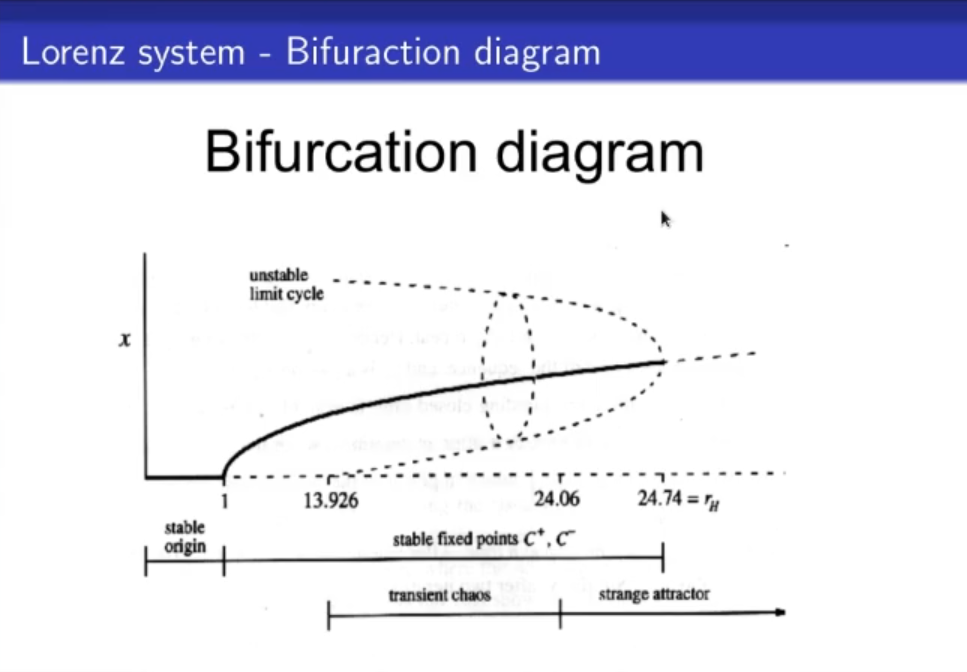 Lorenz system - Bifuraction diagram
Bifurcation diagram
unstable
limit cycle
x
1
13.926
24.06
24.74 = r_H
stable
origin
stable fixed points C⁺, C⁻
transient chaos
strange attractor